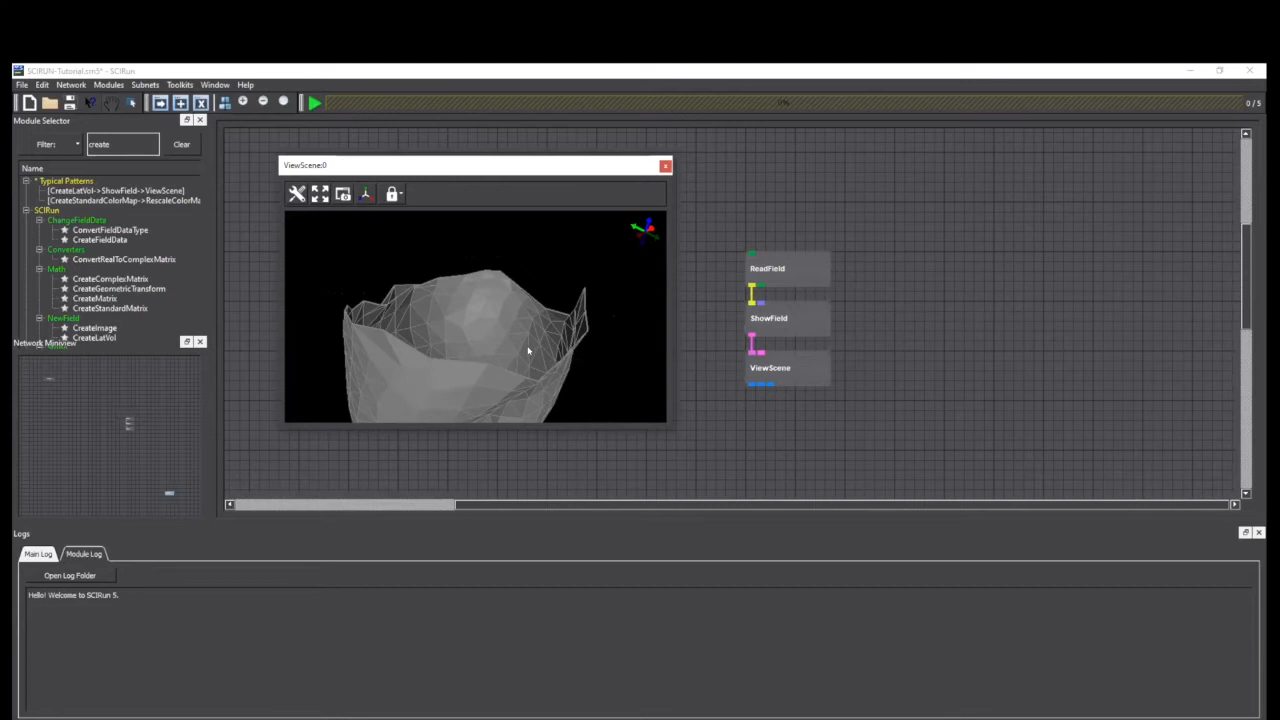 SCIRUN-Tutorial.srn5* - SCIRun
File Edit Network Modules Subnets Toolkits Window Help
0%
0 / 5
Module Selector
Filter: create Clear
Name
* Typical Patterns
[CreateLatVol->ShowField->ViewScene]
[CreateStandardColorMap->RescaleColorMa
SCIRun
ChangeFieldData
ConvertFieldDataType
CreateFieldData
Converters
ConvertRealToComplexMatrix
Math
CreateComplexMatrix
CreateGeometricTransform
CreateMatrix
CreateStandardMatrix
NewField
CreateImage
CreateLatVol
Network Miniview
ViewScene:0
ReadField
ShowField
ViewScene
Logs
Main Log Module Log
Open Log Folder
Hello! Welcome to SCIRun 5.